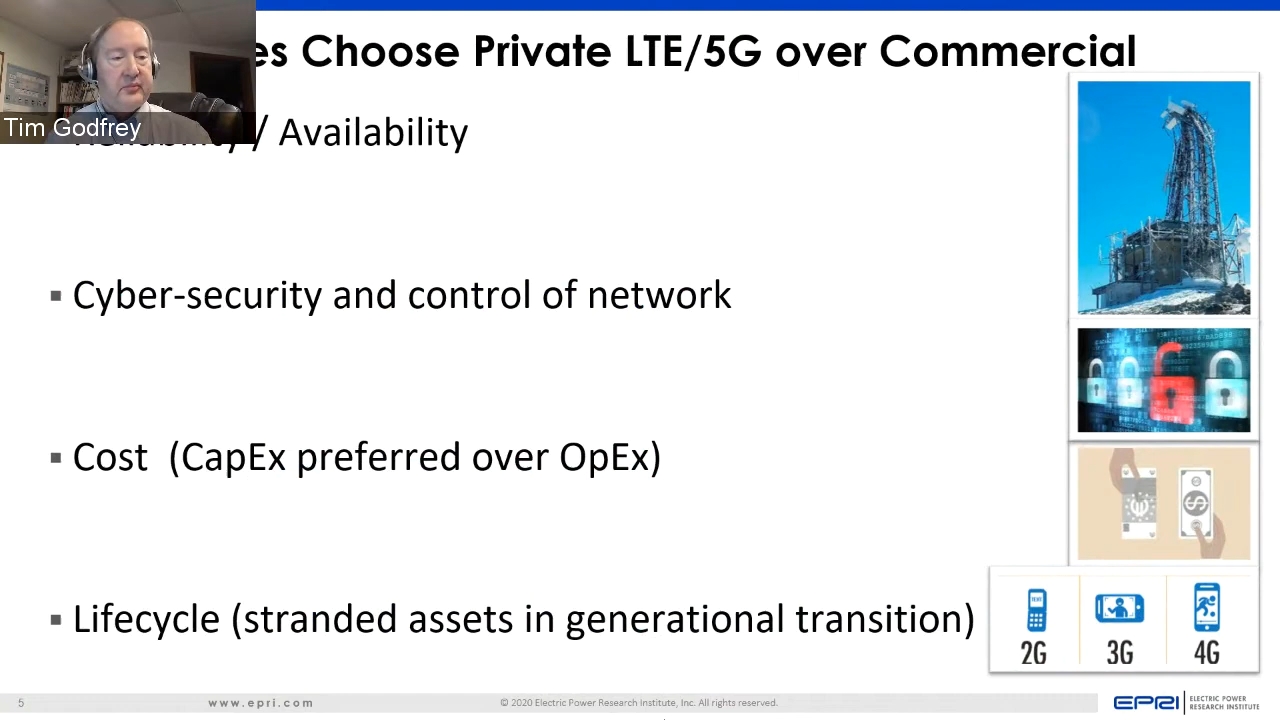 es Choose Private LTE/5G over Commercial
Tim Godfrey
/ Availability
▪ Cyber-security and control of network
▪ Cost (CapEx preferred over OpEx)
▪ Lifecycle (stranded assets in generational transition)
2G 3G 4G
5 www.epri.com © 2020 Electric Power Research Institute, Inc. All rights reserved. EPRI ELECTRIC POWER
RESEARCH INSTITUTE